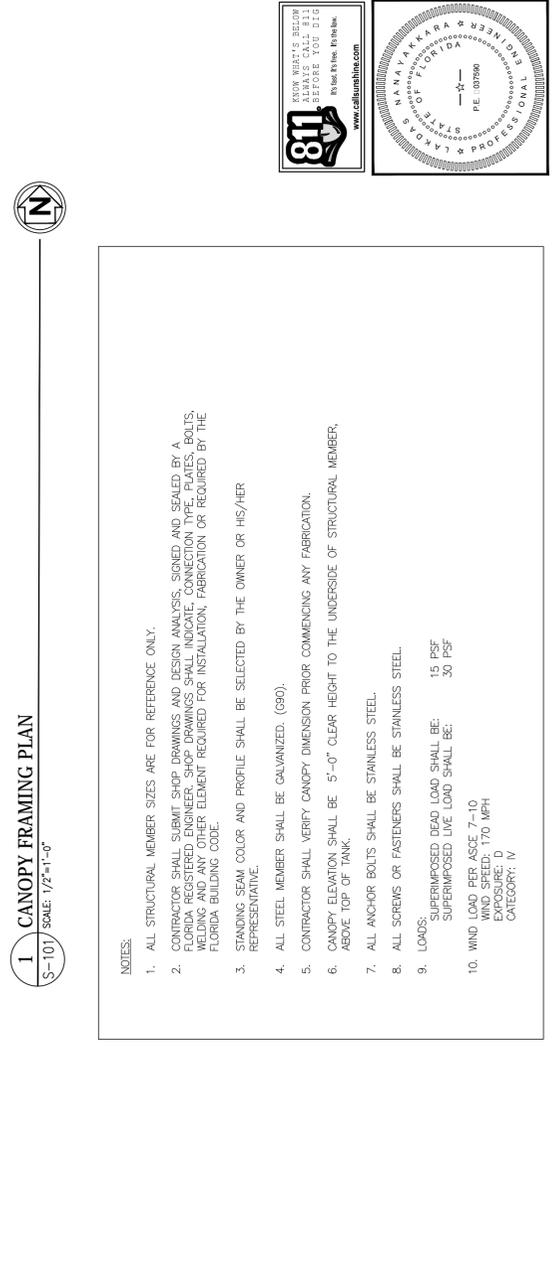 1
S-101
CANOPY FRAMING PLAN
SCALE: 1/2"=1'-0"
N
NOTES:
1. ALL STRUCTURAL MEMBER SIZES ARE FOR REFERENCE ONLY.
2. CONTRACTOR SHALL SUBMIT SHOP DRAWINGS AND DESIGN ANALYSIS, SIGNED AND SEALED BY A
FLORIDA REGISTERED ENGINEER. SHOP DRAWINGS SHALL INDICATE, CONNECTION TYPE, PLATES, BOLTS,
WELDING AND ANY OTHER ELEMENT REQUIRED FOR INSTALLATION, FABRICATION OR REQUIRED BY THE
FLORIDA BUILDING CODE.
3. STANDING SEAM COLOR AND PROFILE SHALL BE SELECTED BY THE OWNER OR HIS/HER
REPRESENTATIVE.
4. ALL STEEL MEMBER SHALL BE GALVANIZED. (G90).
5. CONTRACTOR SHALL VERIFY CANOPY DIMENSION PRIOR COMMENCING ANY FABRICATION.
6. CANOPY ELEVATION SHALL BE 5'-0" CLEAR HEIGHT TO THE UNDERSIDE OF STRUCTURAL MEMBER,
ABOVE TOP OF TANK.
7. ALL ANCHOR BOLTS SHALL BE STAINLESS STEEL.
8. ALL SCREWS OR FASTENERS SHALL BE STAINLESS STEEL.
9. LOADS:
SUPERIMPOSED DEAD LOAD SHALL BE: 15 PSF
SUPERIMPOSED LIVE LOAD SHALL BE: 30 PSF
10. WIND LOAD PER ASCE 7-10
WIND SPEED: 170 MPH
EXPOSURE: D
CATEGORY: IV
811
KNOW WHAT'S BELOW
ALWAYS CALL 811
BEFORE YOU DIG
It's fast. It's free. It's the law.
www.callsunshine.com
LAKDAS NANAYAKKARA
PROFESSIONAL ENGINEER
STATE OF FLORIDA
P.E. 037590